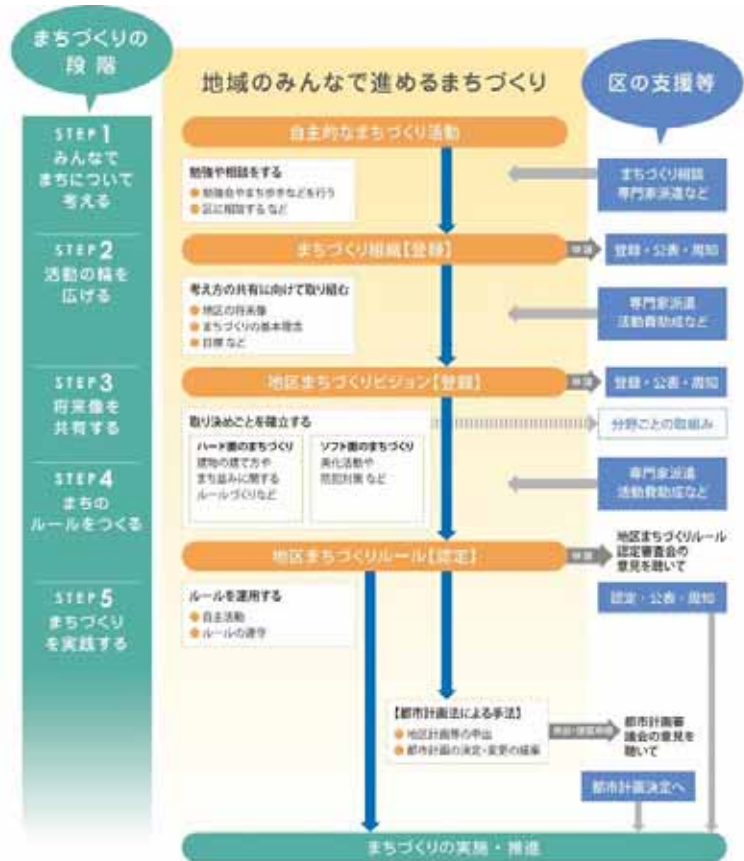 まちづくりの
段階
地域のみんなで進めるまちづくり
区の支援等
STEP 1
みんなで
まちについて
考える
自主的なまちづくり活動
勉強や相談をする
勉強会やまち歩きなどを行う
区に相談する など
まちづくり相談
専門家派遣など
STEP 2
活動の輪を
広げる
まちづくり組織【登録】
申請
登録・公表・周知
考え方の共有に向けて取り組む
地区の将来像
まちづくりの基本理念
目標 など
専門家派遣
活動費助成など
STEP 3
将来像を
共有する
地区まちづくりビジョン【登録】
申請
登録・公表・周知
取り決めごとを確立する
分野ごとの取組み
ハード面のまちづくり
建物の建て方や
まち並みに関する
ルールづくりなど
ソフト面のまちづくり
美化活動や
防犯対策 など
STEP 4
まちの
ルールをつくる
専門家派遣
活動費助成など
地区まちづくりルール【認定】
申請
地区まちづくりルール
認定審査会の
意見を聴いて
STEP 5
まちづくり
を実践する
ルールを運用する
自主活動
ルールの遵守
認定・公表・周知
【都市計画法による手法】
地区計画等の申出
都市計画の決定・変更の提案
都市計画審
議会の意見を
聴いて
都市計画決定へ
まちづくりの実施・推進